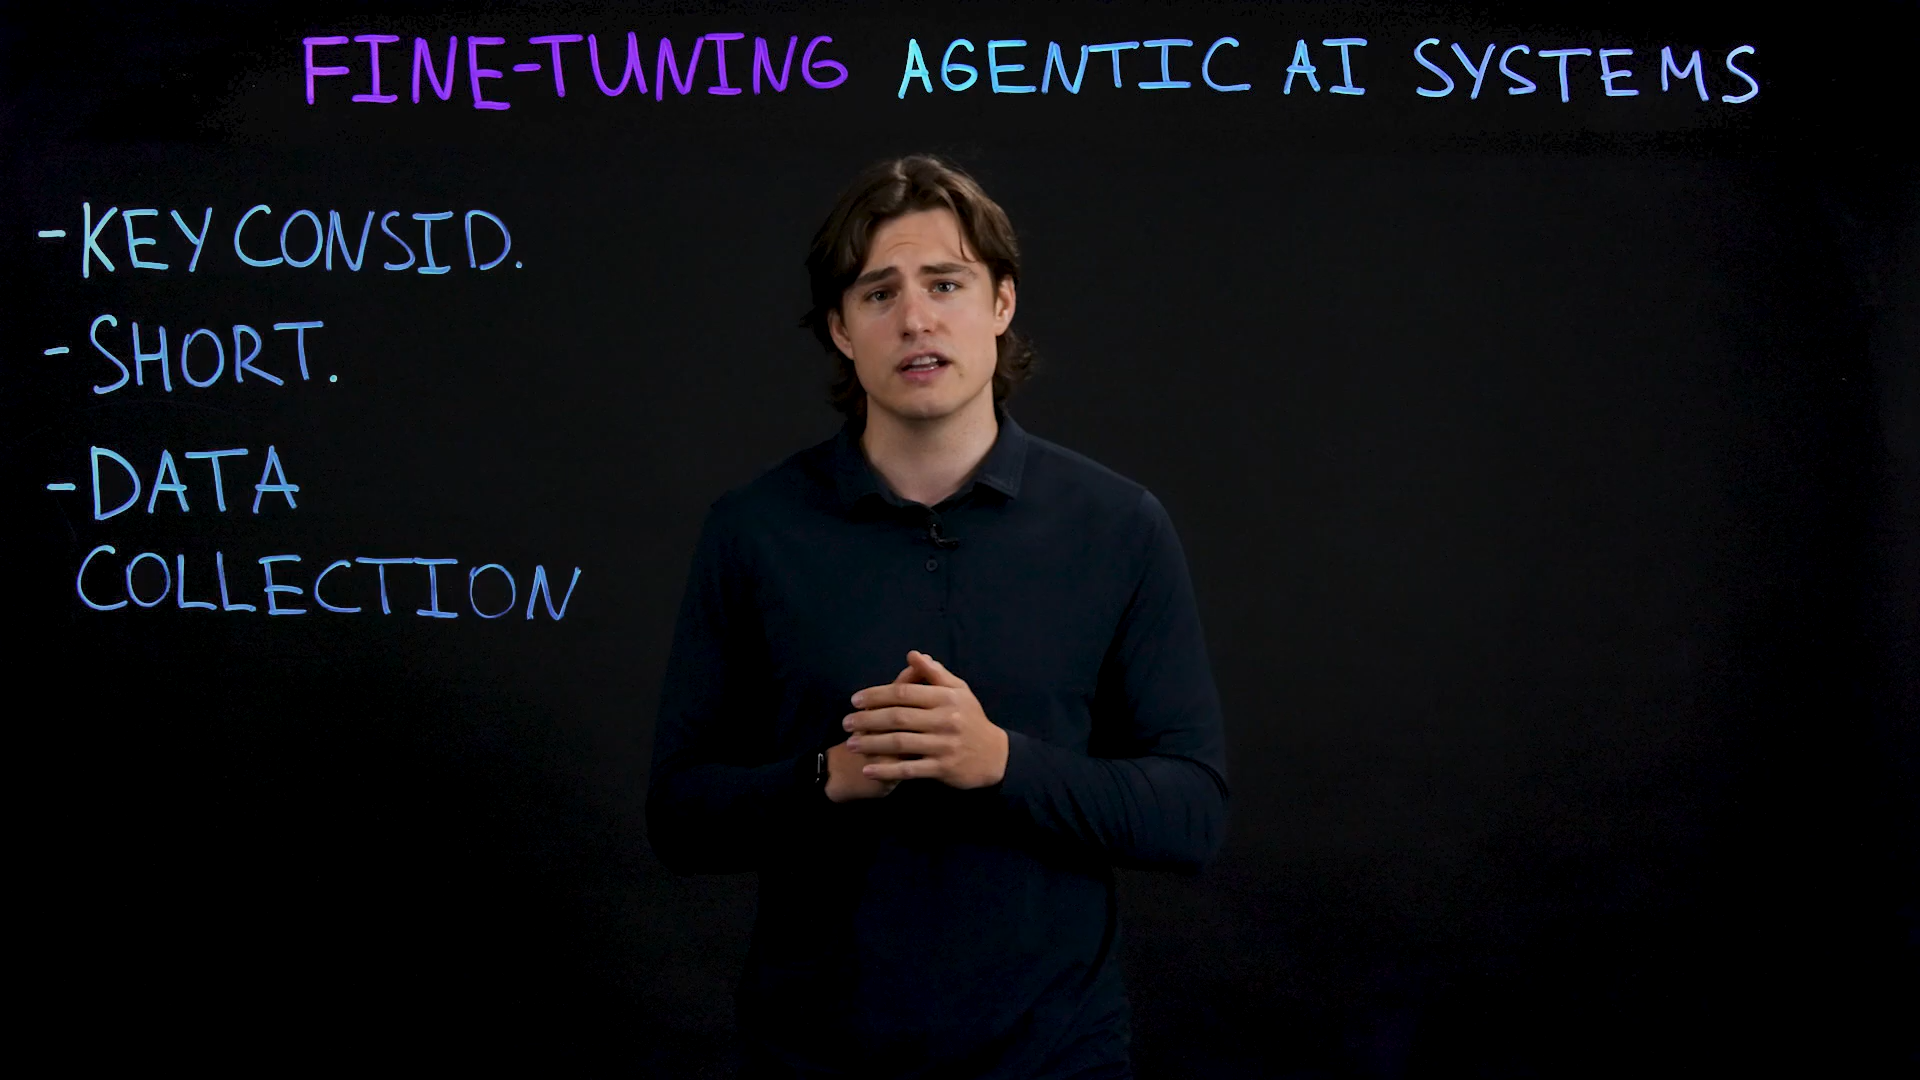 FINE-TUNING AGENTIC AI SYSTEMS
- KEY CONSID.
- SHORT.
- DATA
COLLECTION